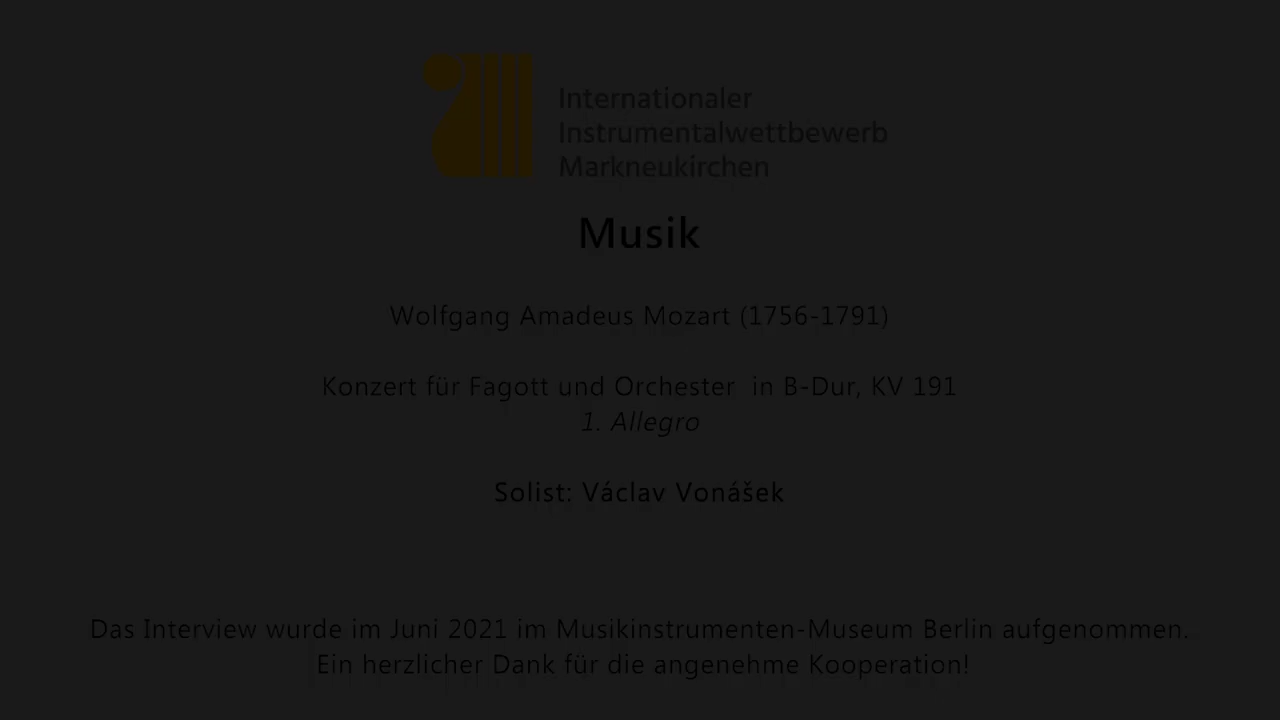 Internationaler
Instrumentalwettbewerb
Markneukirchen
Musik
Wolfgang Amadeus Mozart (1756-1791)
Konzert für Fagott und Orchester  in B-Dur, KV 191
1. Allegro
Solist: Václav Vonášek
Das Interview wurde im Juni 2021 im Musikinstrumenten-Museum Berlin aufgenommen.
Ein herzlicher Dank für die angenehme Kooperation!